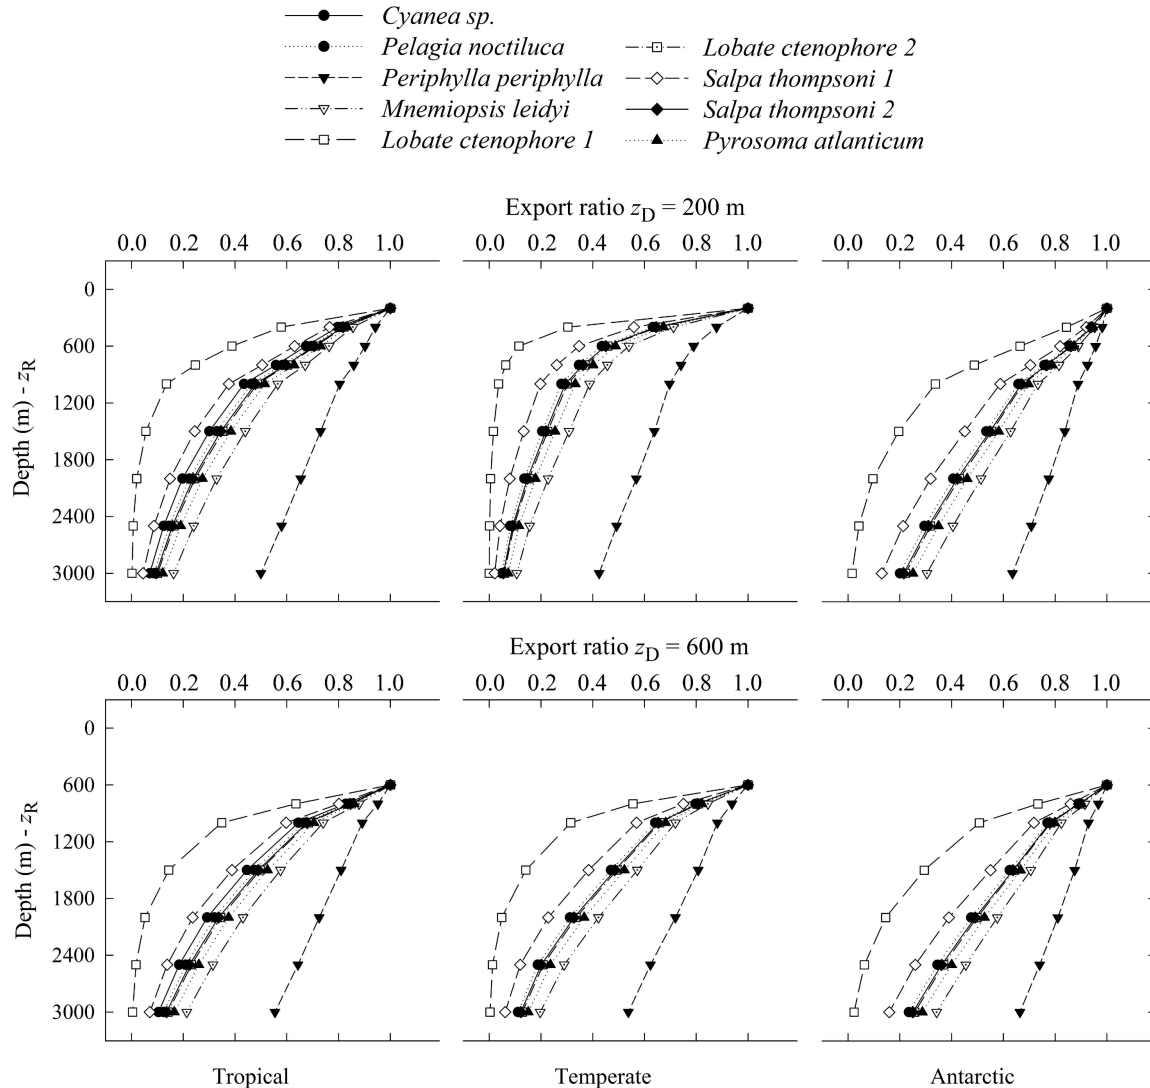 Cyanea sp.
Pelagia noctiluca
Periphylla periphylla
Mnemiopsis leidyi
Lobate ctenophore 1
Lobate ctenophore 2
Salpa thompsoni 1
Salpa thompsoni 2
Pyrosoma atlanticum
Export ratio zD = 200 m
0.0 0.2 0.4 0.6 0.8 1.0 0.0 0.2 0.4 0.6 0.8 1.0 0.0 0.2 0.4 0.6 0.8 1.0
Depth (m) - zR
0
600
1200
1800
2400
3000
Export ratio zD = 600 m
0.0 0.2 0.4 0.6 0.8 1.0 0.0 0.2 0.4 0.6 0.8 1.0 0.0 0.2 0.4 0.6 0.8 1.0
Depth (m) - zR
0
600
1200
1800
2400
3000
Tropical Temperate Antarctic